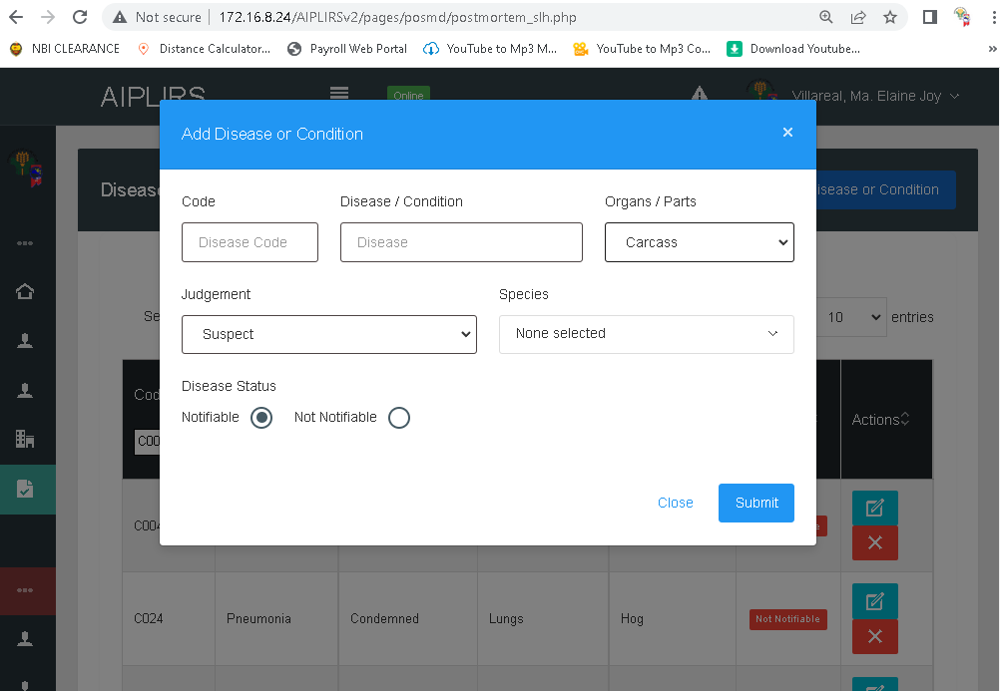 Not secure | 172.16.8.24/AIPLIRSv2/pages/posmd/postmortem_slh.php
NBI CLEARANCE Distance Calculator... Payroll Web Portal YouTube to Mp3 M... YouTube to Mp3 Co... Download Youtube... »
AIPLIRS Online Villareal, Ma. Elaine Joy
Add Disease or Condition ×
Disease isease or Condition
Code Disease / Condition Organs / Parts
Disease Code Disease Carcass
Judgement Species
Se 10 entries
Suspect None selected
Disease Status
Cod
Notifiable Not Notifiable
Actions
C00
Close Submit
C004
C024 Pneumonia Condemned Lungs Hog Not Notifiable